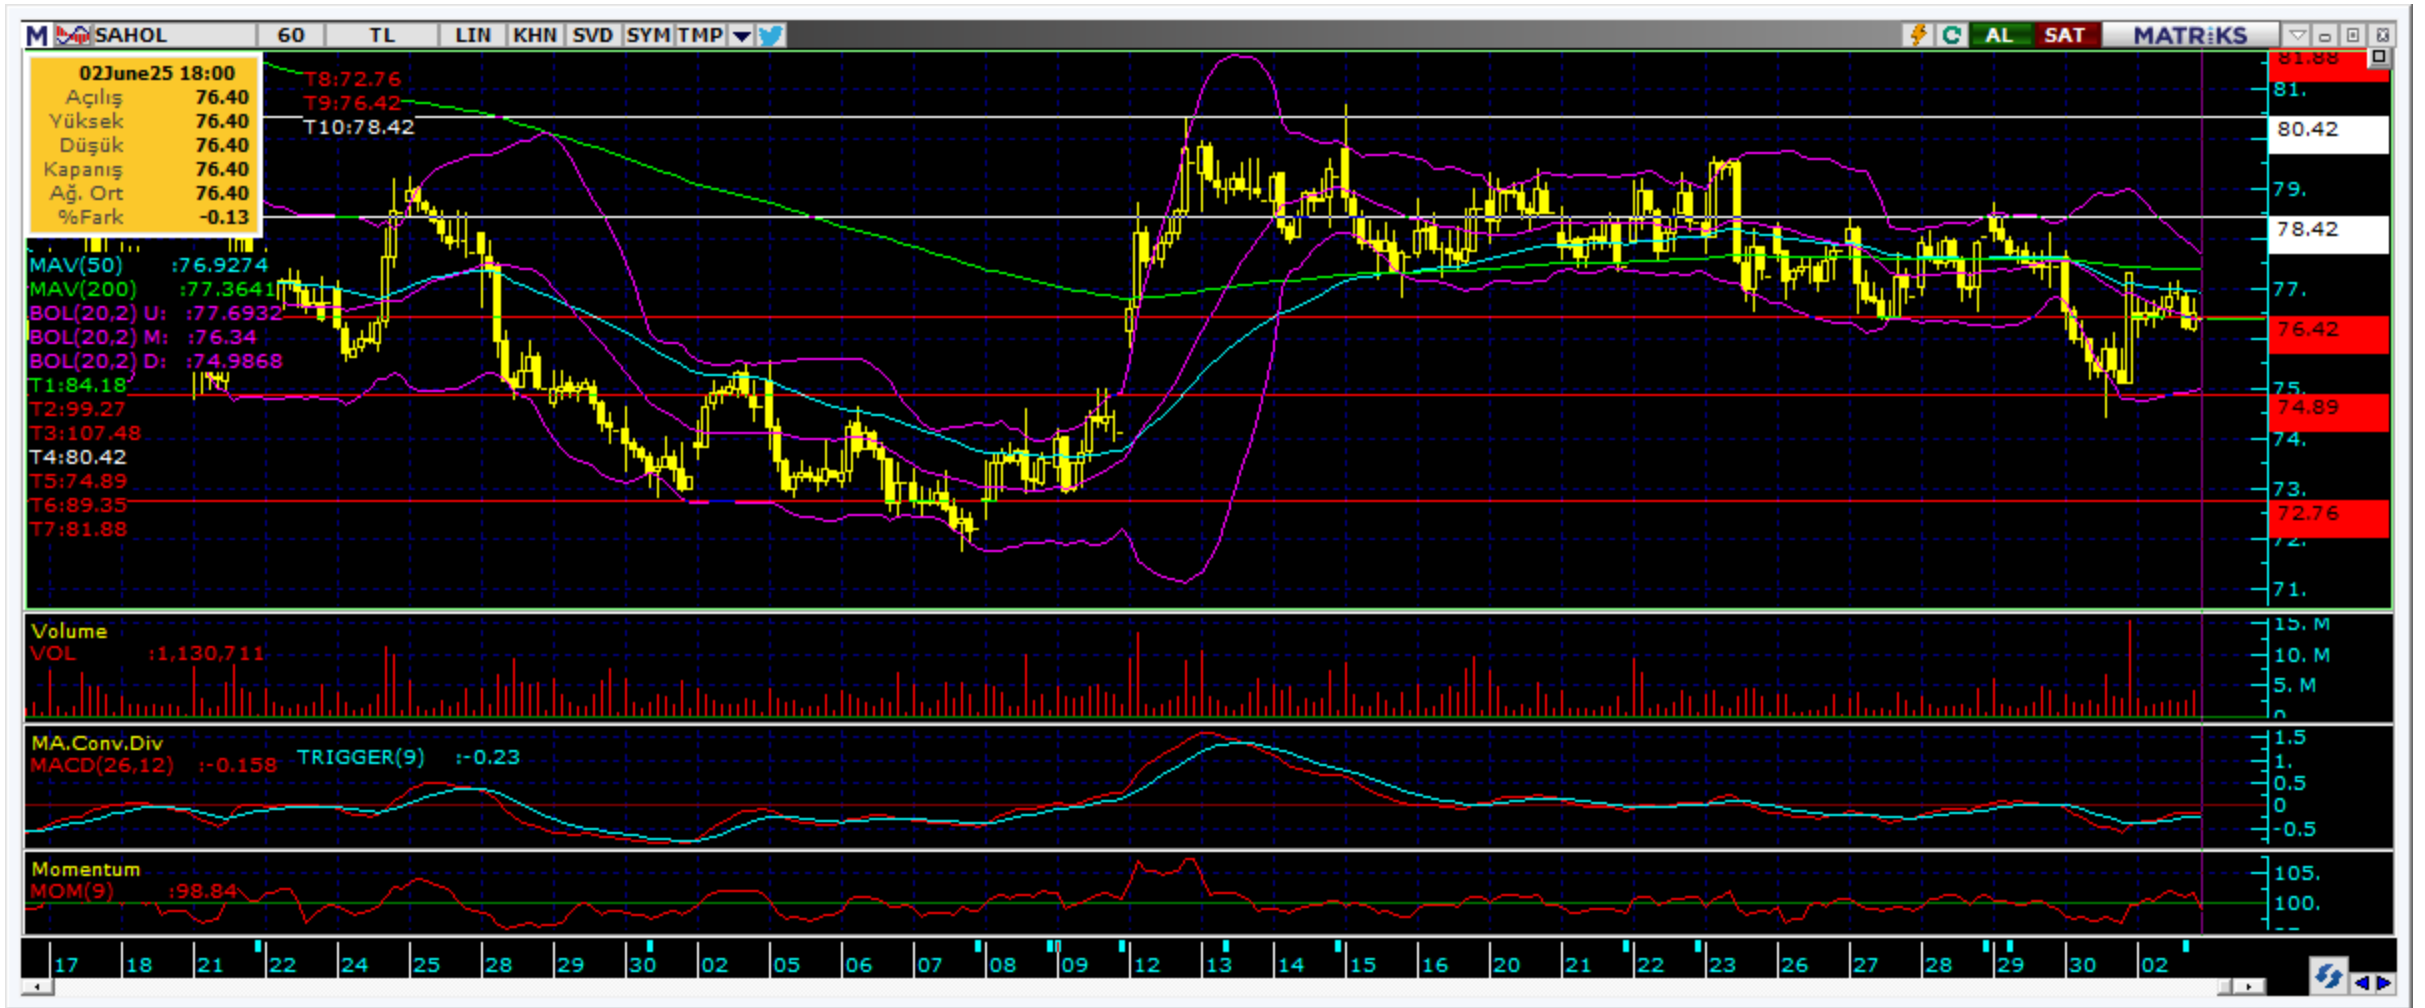 M SAHOL 60 TL LIN KHN SVD SYM TMP AL SAT MATRİKS
02June25 18:00
Açılış 76.40
Yüksek 76.40
Düşük 76.40
Kapanış 76.40
Ağ. Ort 76.40
%Fark -0.13
T8:72.76
T9:76.42
T10:78.42
MAV(50) :76.9274
MAV(200) :77.3641
BOL(20,2) U: :77.6932
BOL(20,2) M: :76.34
BOL(20,2) D: :74.9868
T1:84.18
T2:99.27
T3:107.48
T4:80.42
T5:74.89
T6:89.35
T7:81.88
81.88
81.
80.42
79.
78.42
77.
76.42
75.
74.89
74.
73.
72.76
72.
71.
Volume
VOL :1,130,711
15. M
10. M
5. M
0
MA.Conv.Div
MACD(26,12) :-0.158 TRIGGER(9) :-0.23
1.5
1.
0.5
0
-0.5
Momentum
MOM(9) :98.84
105.
100.
17 18 21 22 24 25 28 29 30 02 05 06 07 08 09 12 13 14 15 16 20 21 22 23 26 27 28 29 30 02